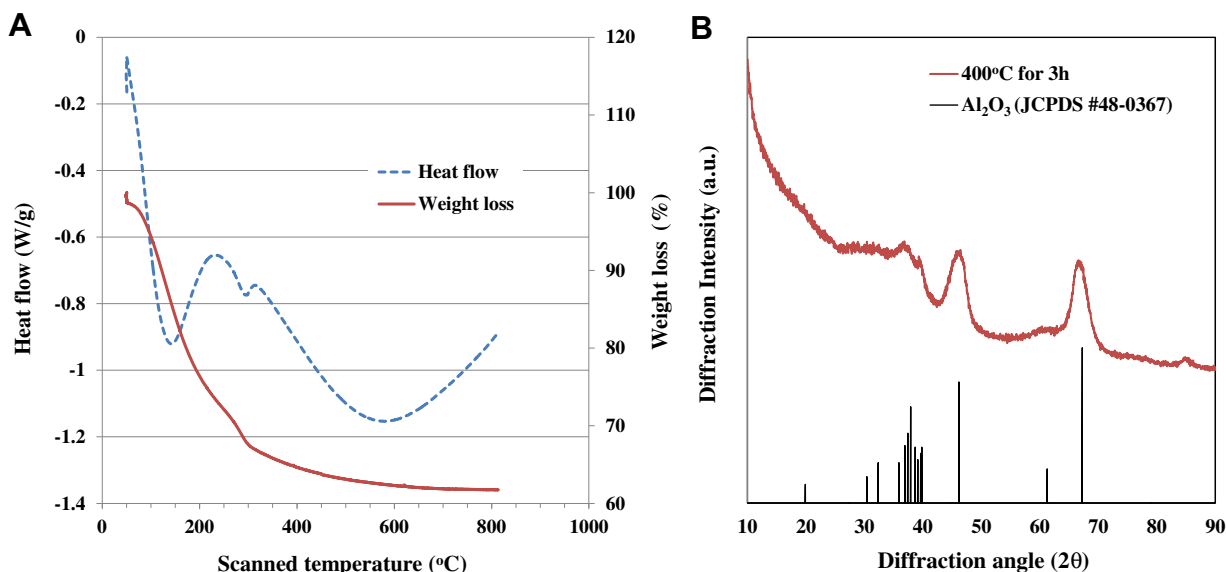 A
0
-0.2
-0.4
-0.6
-0.8
-1
-1.2
-1.4
Heat flow (W/g)
120
110
100
90
80
70
60
Weight loss (%)
Heat flow
Weight loss
0 200 400 600 800 1000
Scanned temperature (°C)
B
400°C for 3h
Al₂O₃ (JCPDS #48-0367)
Diffraction Intensity (a.u.)
10 20 30 40 50 60 70 80 90
Diffraction angle (2θ)